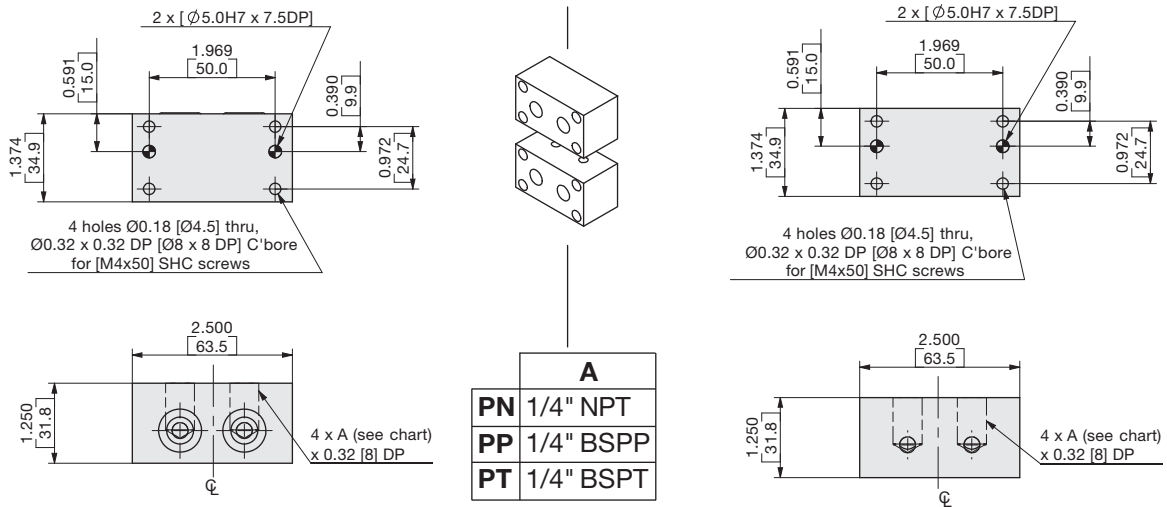 2 x [ Ø5.0H7 x 7.5DP]
1.969
[50.0]
0.591
[15.0]
0.390
[9.9]
1.374
[34.9]
0.972
[24.7]
4 holes Ø0.18 [Ø4.5] thru,
Ø0.32 x 0.32 DP [Ø8 x 8 DP] C'bore
for [M4x50] SHC screws
2.500
[63.5]
1.250
[31.8]
4 x A (see chart)
x 0.32 [8] DP
℄
A
PN 1/4" NPT
PP 1/4" BSPP
PT 1/4" BSPT
2 x [ Ø5.0H7 x 7.5DP]
1.969
[50.0]
0.591
[15.0]
0.390
[9.9]
1.374
[34.9]
0.972
[24.7]
4 holes Ø0.18 [Ø4.5] thru,
Ø0.32 x 0.32 DP [Ø8 x 8 DP] C'bore
for [M4x50] SHC screws
2.500
[63.5]
1.250
[31.8]
4 x A (see chart)
x 0.32 [8] DP
℄